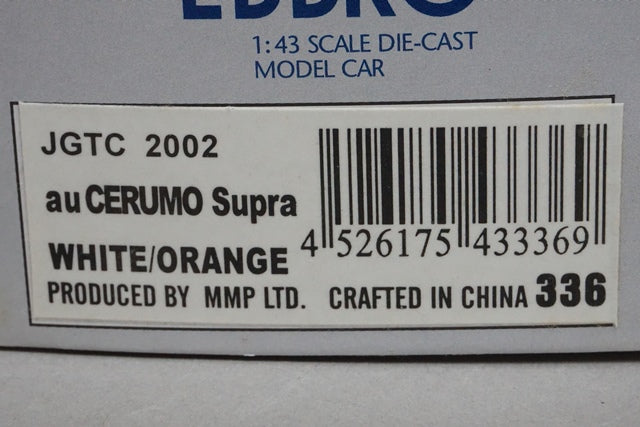 EBBRO
1:43 SCALE DIE-CAST
MODEL CAR
JGTC 2002
au CERUMO Supra
WHITE/ORANGE
4 526175 433369
PRODUCED BY MMP LTD. CRAFTED IN CHINA 336